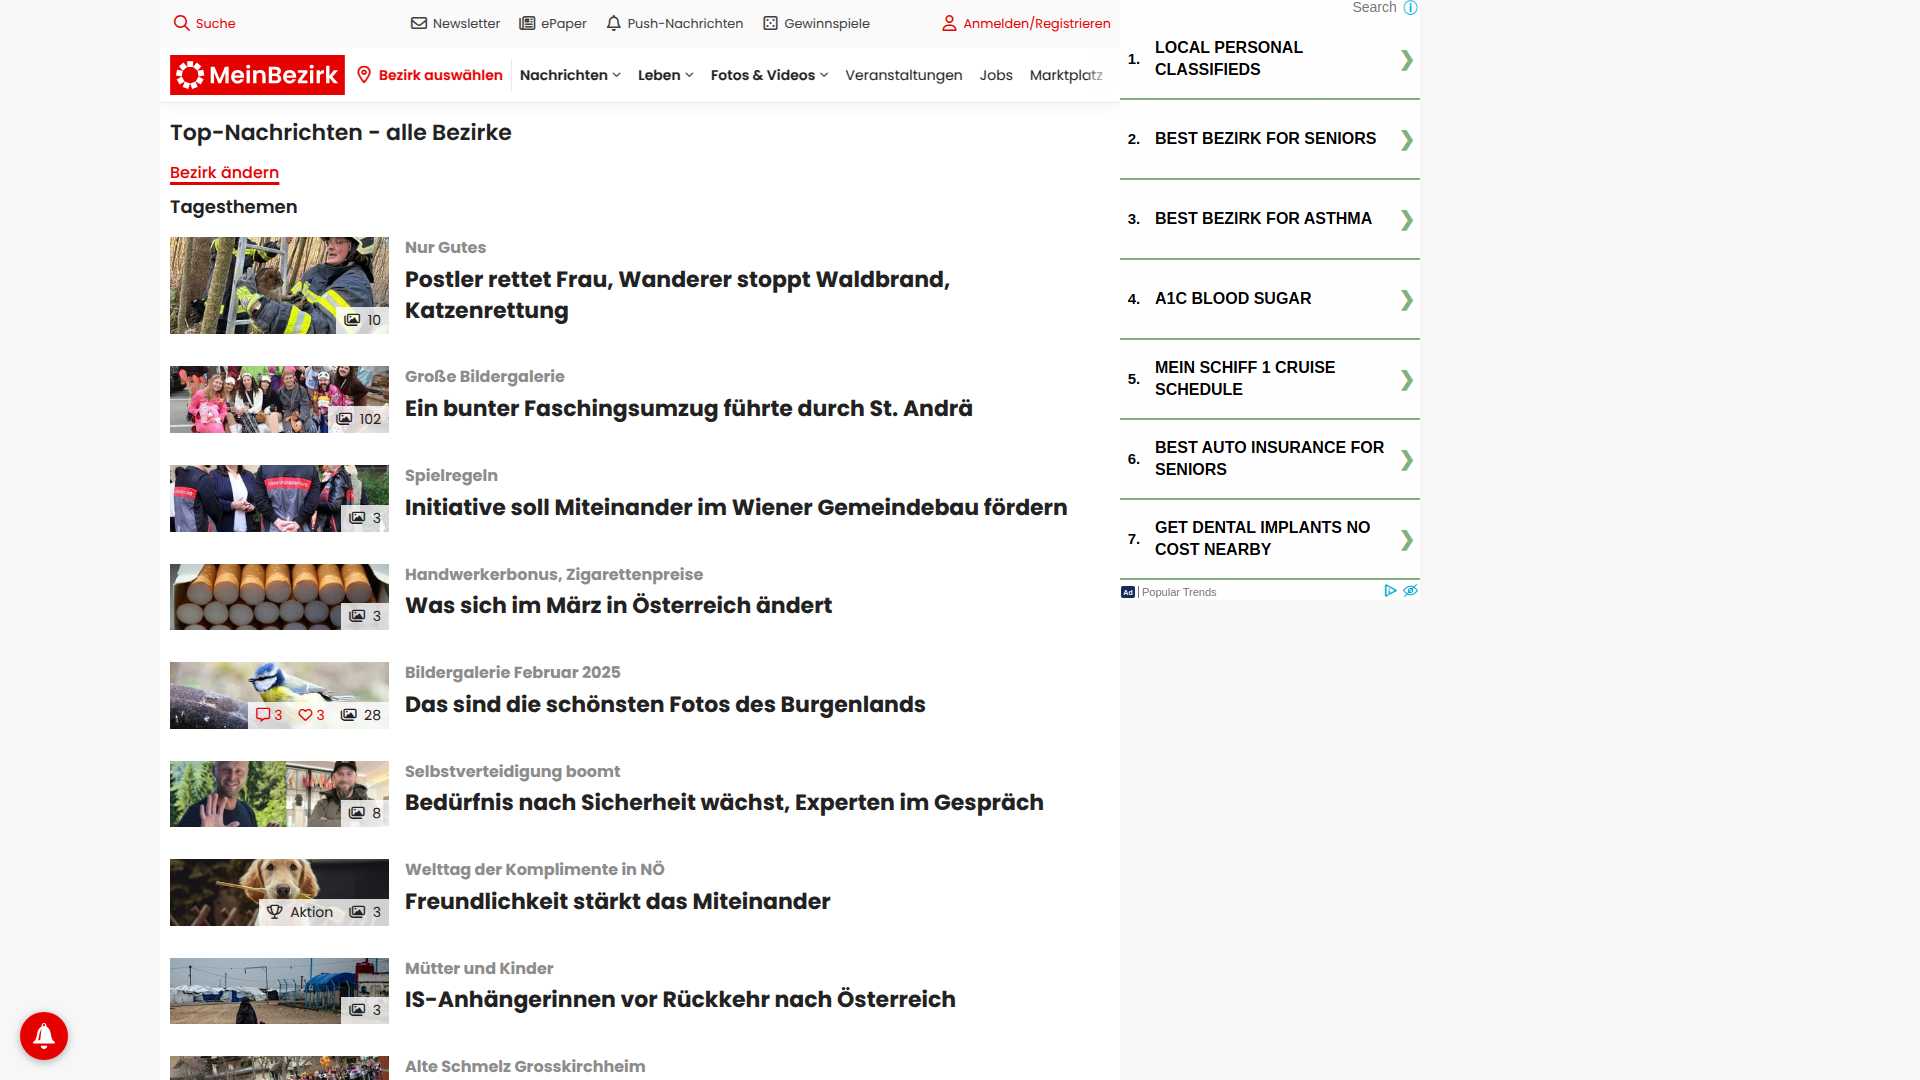 Suche
Newsletter
ePaper
Push-Nachrichten
Gewinnspiele
Anmelden/Registrieren
MeinBezirk
Bezirk auswählen
Nachrichten
Leben
Fotos & Videos
Veranstaltungen
Jobs
Marktplatz
Top-Nachrichten - alle Bezirke
Bezirk ändern
Tagesthemen
10
Nur Gutes
Postler rettet Frau, Wanderer stoppt Waldbrand,
Katzenrettung
102
Große Bildergalerie
Ein bunter Faschingsumzug führte durch St. Andrä
3
Spielregeln
Initiative soll Miteinander im Wiener Gemeindebau fördern
3
Handwerkerbonus, Zigarettenpreise
Was sich im März in Österreich ändert
3
3
28
Bildergalerie Februar 2025
Das sind die schönsten Fotos des Burgenlands
8
Selbstverteidigung boomt
Bedürfnis nach Sicherheit wächst, Experten im Gespräch
Aktion
3
Welttag der Komplimente in NÖ
Freundlichkeit stärkt das Miteinander
3
Mütter und Kinder
IS-Anhängerinnen vor Rückkehr nach Österreich
Alte Schmelz Grosskirchheim
Search
1. LOCAL PERSONAL
CLASSIFIEDS
2. BEST BEZIRK FOR SENIORS
3. BEST BEZIRK FOR ASTHMA
4. A1C BLOOD SUGAR
5. MEIN SCHIFF 1 CRUISE
SCHEDULE
6. BEST AUTO INSURANCE FOR
SENIORS
7. GET DENTAL IMPLANTS NO
COST NEARBY
Ad | Popular Trends